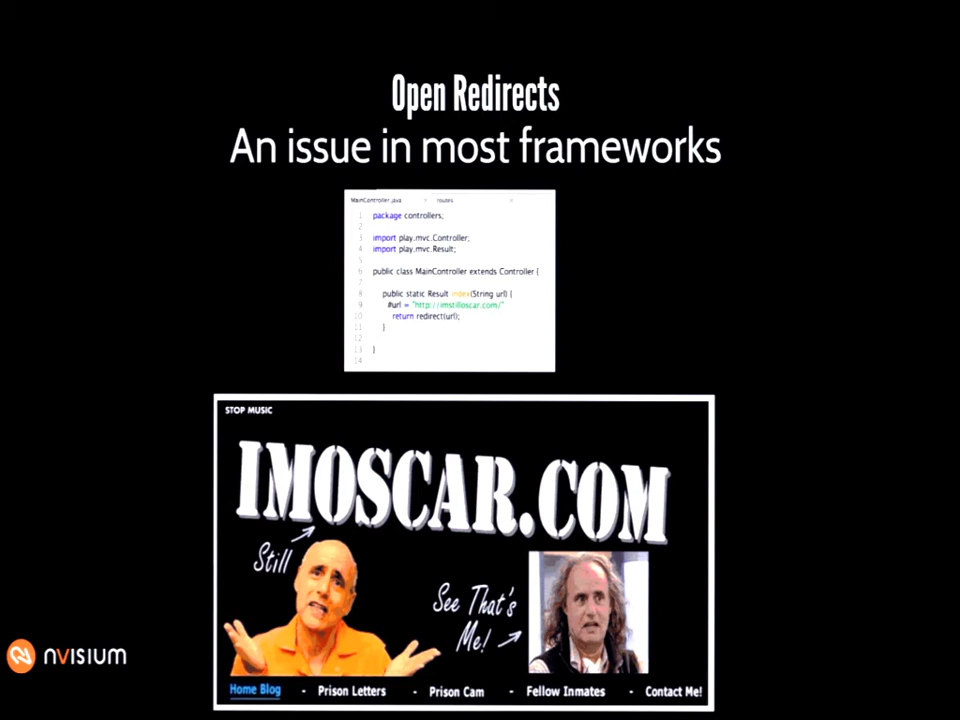 Open Redirects
An issue in most frameworks
MainController.java × routes ×
1 package controllers;
2
3 import play.mvc.Controller;
4 import play.mvc.Result;
5
6 public class MainController extends Controller {
7
8 public static Result index(String url) {
9 #url = "http://imstilloscar.com/"
10 return redirect(url);
11 }
12
13 }
14
STOP MUSIC
IMOSCAR.COM
Still
See That's
Me!
Home Blog - Prison Letters - Prison Cam - Fellow Inmates - Contact Me!
nVISIUM